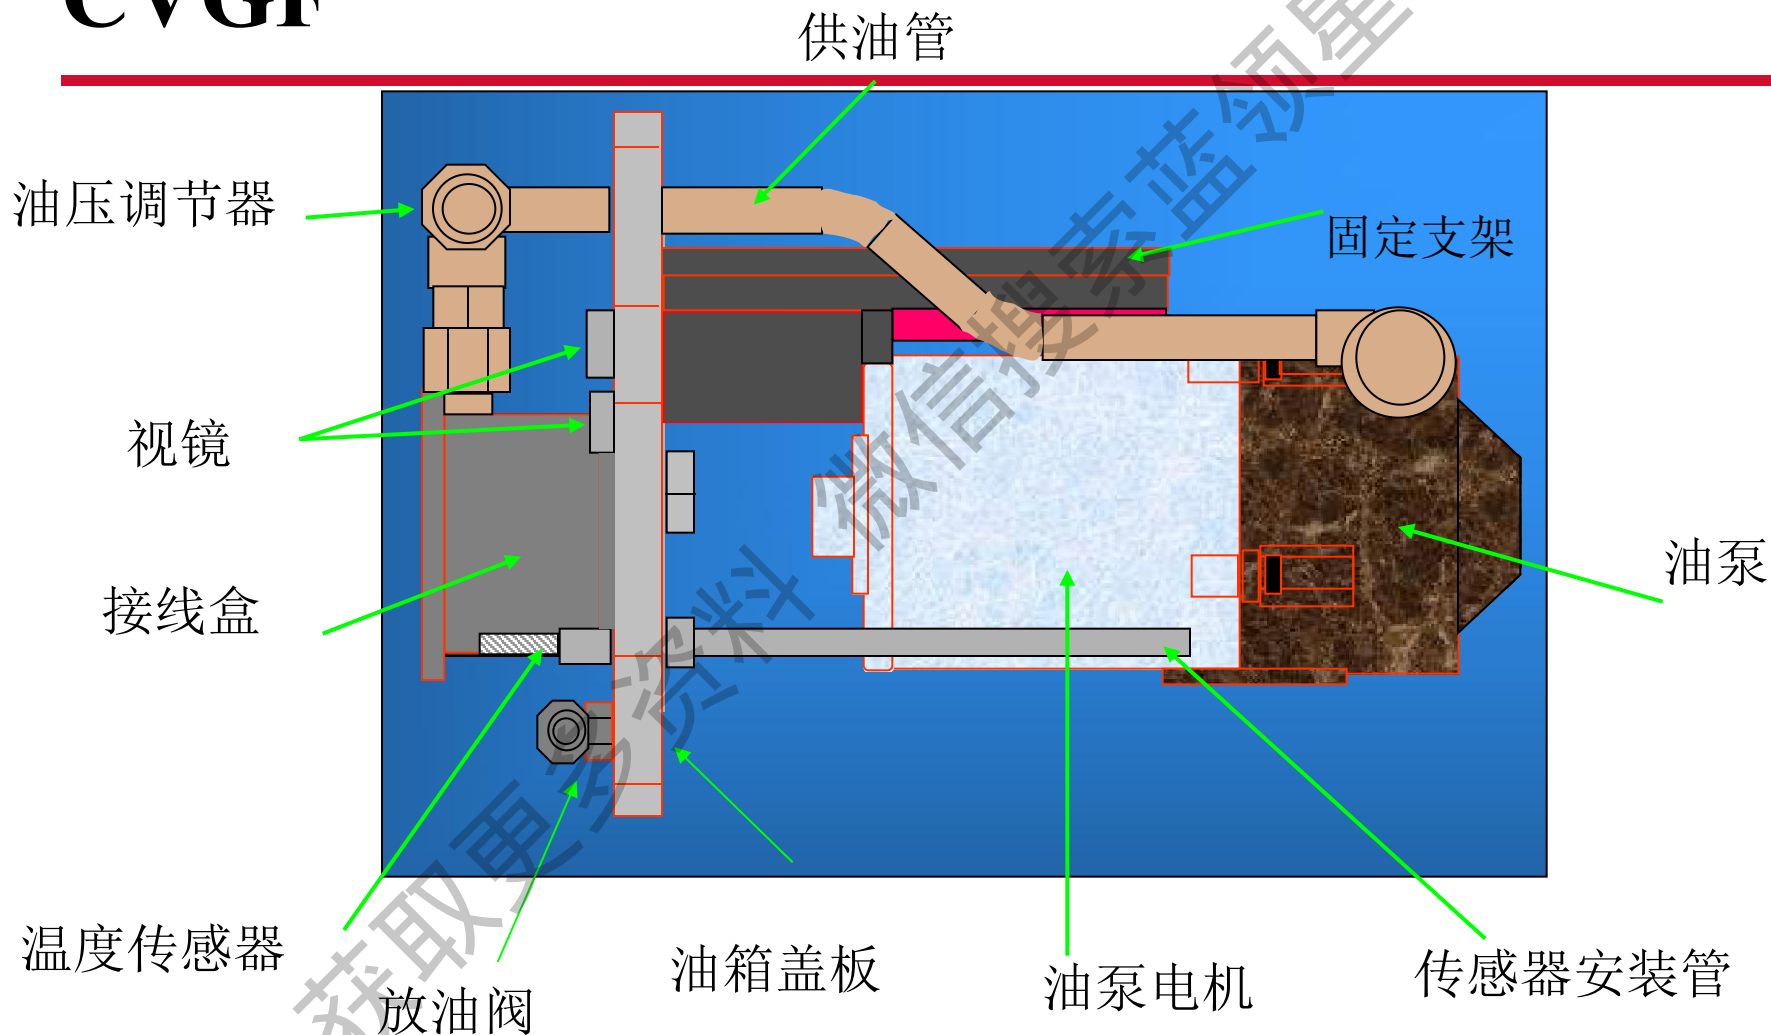 CVGF
供油管
油压调节器
固定支架
视镜
油泵
接线盒
温度传感器
放油阀
油箱盖板
油泵电机
传感器安装管
获取更多资料 微信搜索蓝领星